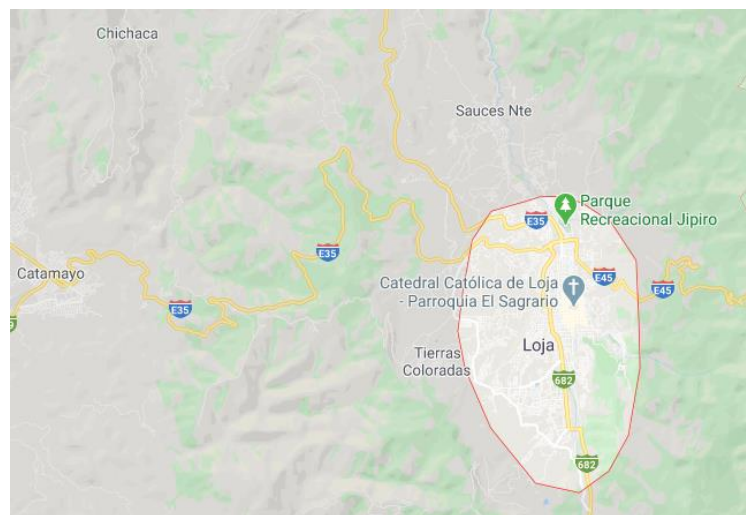 Chichaca
Sauces Nte
Parque
Recreacional Jipiro
E35
E35
Catamayo
Catedral Católica de Loja
- Parroquia El Sagrario
E45
E45
E35
Loja
Tierras
Coloradas
682
682